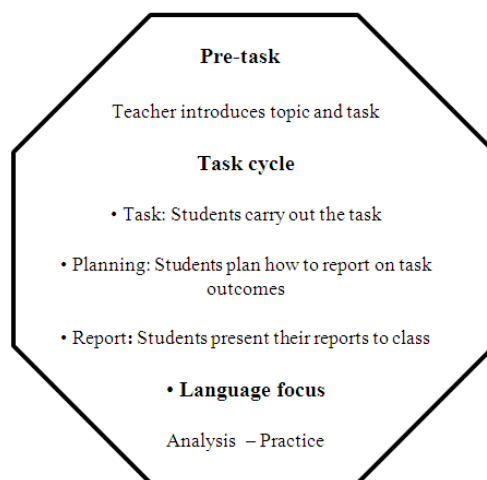 Pre-task
Teacher introduces topic and task
Task cycle
• Task: Students carry out the task
• Planning: Students plan how to report on task
outcomes
• Report: Students present their reports to class
• Language focus
Analysis – Practice